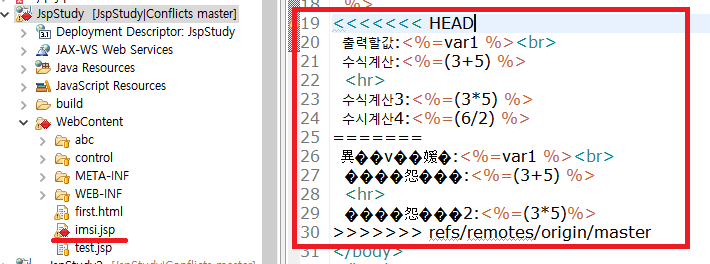 JspStudy [JspStudy|Conflicts master]
Deployment Descriptor: JspStudy
JAX-WS Web Services
Java Resources
JavaScript Resources
build
WebContent
abc
control
META-INF
WEB-INF
first.html
imsi.jsp
test.jsp
%>
19 <<<<<<< HEAD
20 출력할값:<%=var1 %><br>
21 수식계산:<%=(3+5) %>
22 <hr>
23 수식계산3:<%=(3*5) %>
24 수시계산4:<%=(6/2) %>
25 =======
26 異��v��媛�:<%=var1 %><br>
27 ����怨���:<%=(3+5) %>
28 <hr>
29 ����怨���2:<%=(3*5)%>
30 >>>>>>> refs/remotes/origin/master
31 </body>